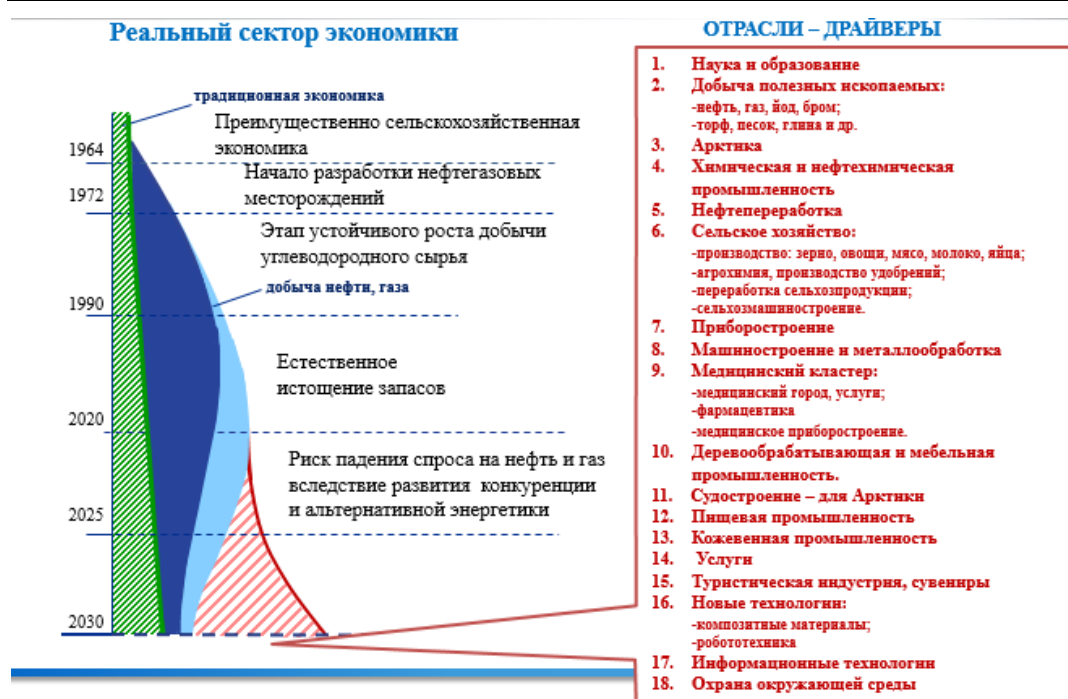 Реальный сектор экономики
традиционная экономика
Преимущественно сельскохозяйственная
экономика
1964
Начало разработки нефтегазовых
месторождений
1972
Этап устойчивого роста добычи
углеводородного сырья
добыча нефти, газа
1990
Естественное
истощение запасов
2020
Риск падения спроса на нефть и газ
вследствие развития конкуренции
и альтернативной энергетики
2025
2030
ОТРАСЛИ – ДРАЙВЕРЫ
1. Наука и образование
2. Добыча полезных ископаемых:
-нефть, газ, йод, бром;
-торф, песок, глина и др.
3. Арктика
4. Химическая и нефтехимическая
промышленность
5. Нефтепереработка
6. Сельское хозяйство:
-производство: зерно, овощи, мясо, молоко, яйца;
-агрохимия, производство удобрений;
-переработка сельхозпродукции;
-сельхозмашиностроение.
7. Приборостроение
8. Машиностроение и металлообработка
9. Медицинский кластер:
-медицинский город, услуги;
-фармацевтика
-медицинское приборостроение.
10. Деревообрабатывающая и мебельная
промышленность.
11. Судостроение – для Арктики
12. Пищевая промышленность
13. Кожевенная промышленность
14. Услуги
15. Туристическая индустрия, сувениры
16. Новые технологии:
-композитные материалы;
-робототехника
17. Информационные технологии
18. Охрана окружающей среды